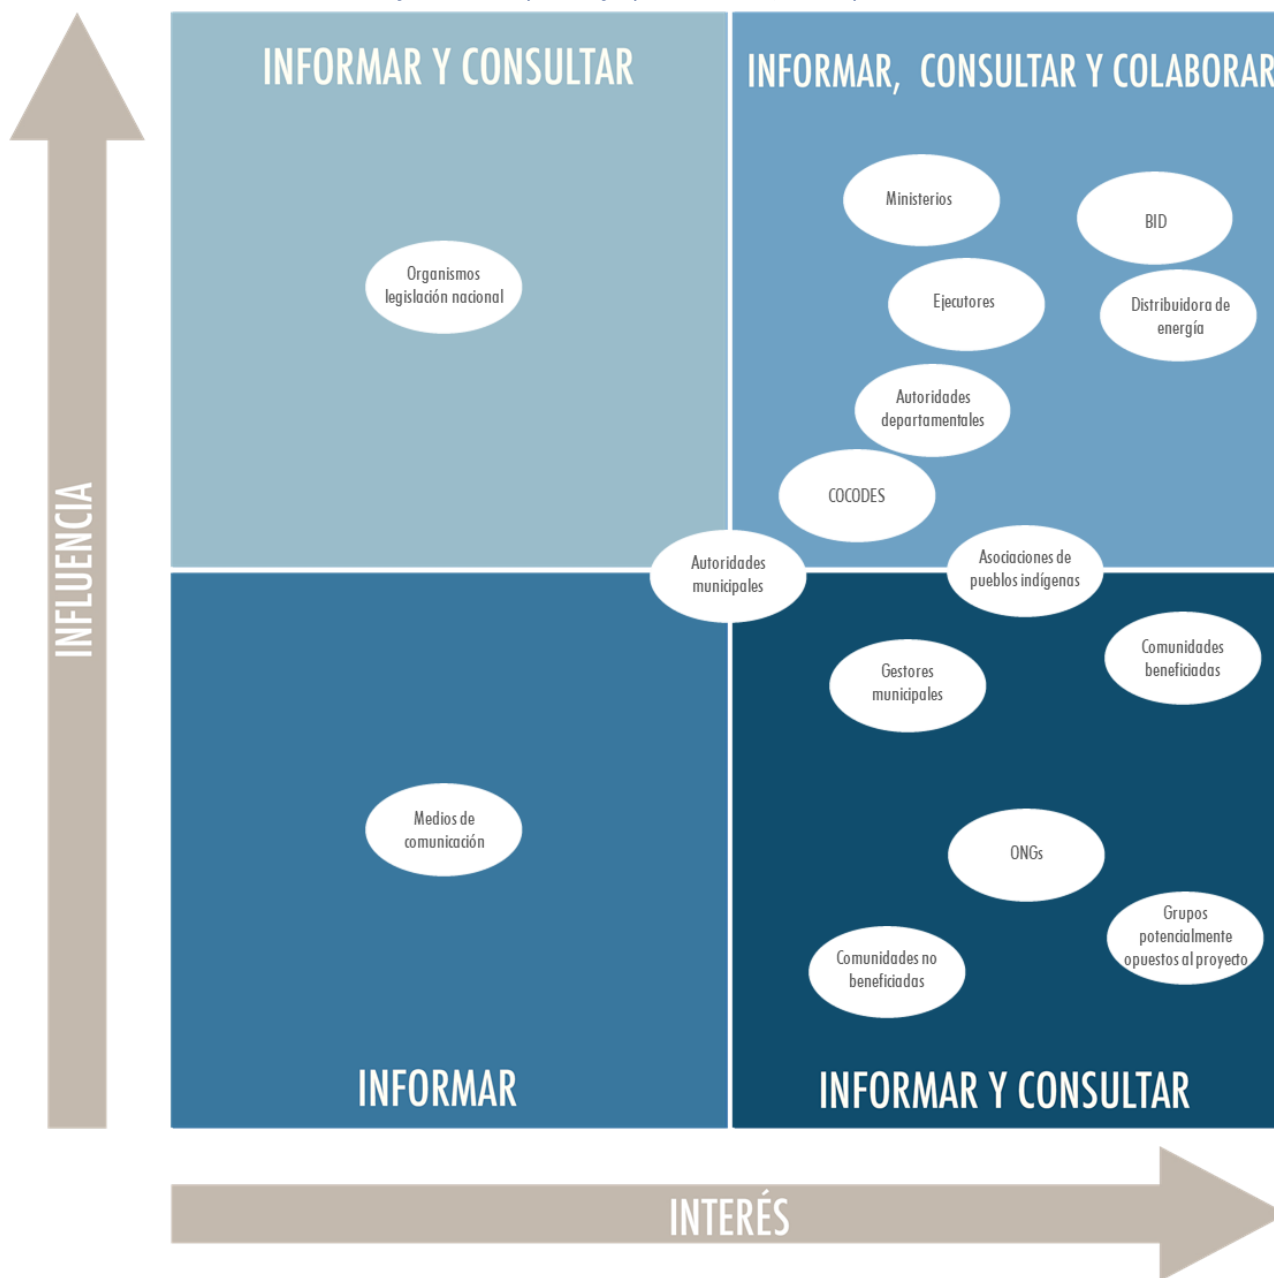 INFORMAR Y CONSULTAR
INFORMAR, CONSULTAR Y COLABORAR
Ministerios
BID
Organismos
legislación nacional
Ejecutores
Distribuidora de
energía
Autoridades
departamentales
COCODES
INFLUENCIA
Autoridades
municipales
Asociaciones de
pueblos indígenas
Comunidades
beneficiadas
Gestores
municipales
Medios de
comunicación
ONGs
Grupos
potencialmente
opuestos al proyecto
Comunidades no
beneficiadas
INFORMAR
INFORMAR Y CONSULTAR
INTERÉS